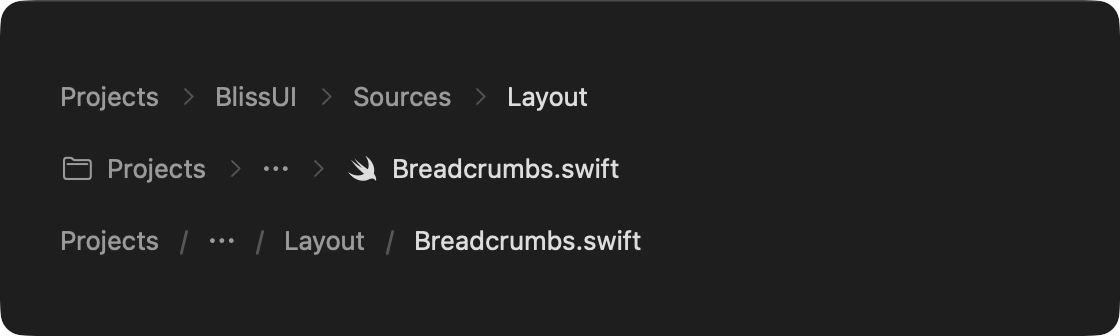 Projects > BlissUI > Sources > Layout
Projects > ··· > Breadcrumbs.swift
Projects / ··· / Layout / Breadcrumbs.swift